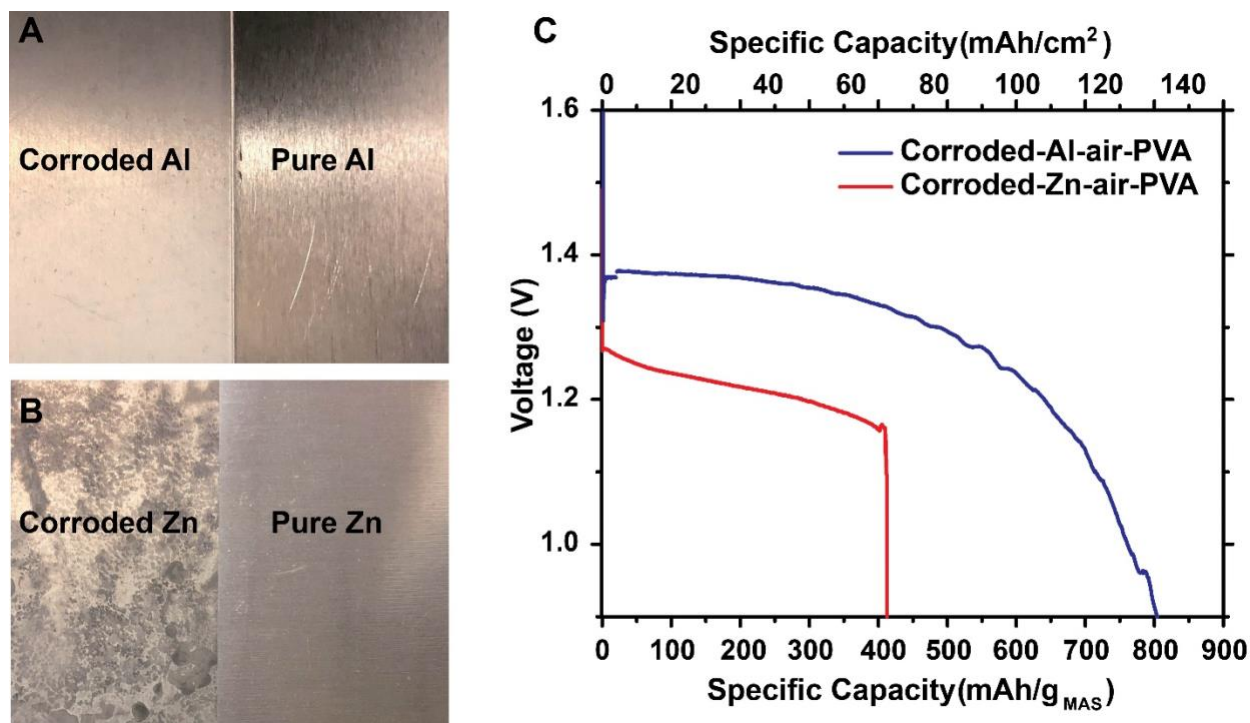 A
Corroded Al Pure Al
B
Corroded Zn Pure Zn
C
Specific Capacity(mAh/cm²)
0 20 40 60 80 100 120 140
1.6
1.4
1.2
1.0
Voltage (V)
Corroded-Al-air-PVA
Corroded-Zn-air-PVA
0 100 200 300 400 500 600 700 800 900
Specific Capacity(mAh/gMAS)